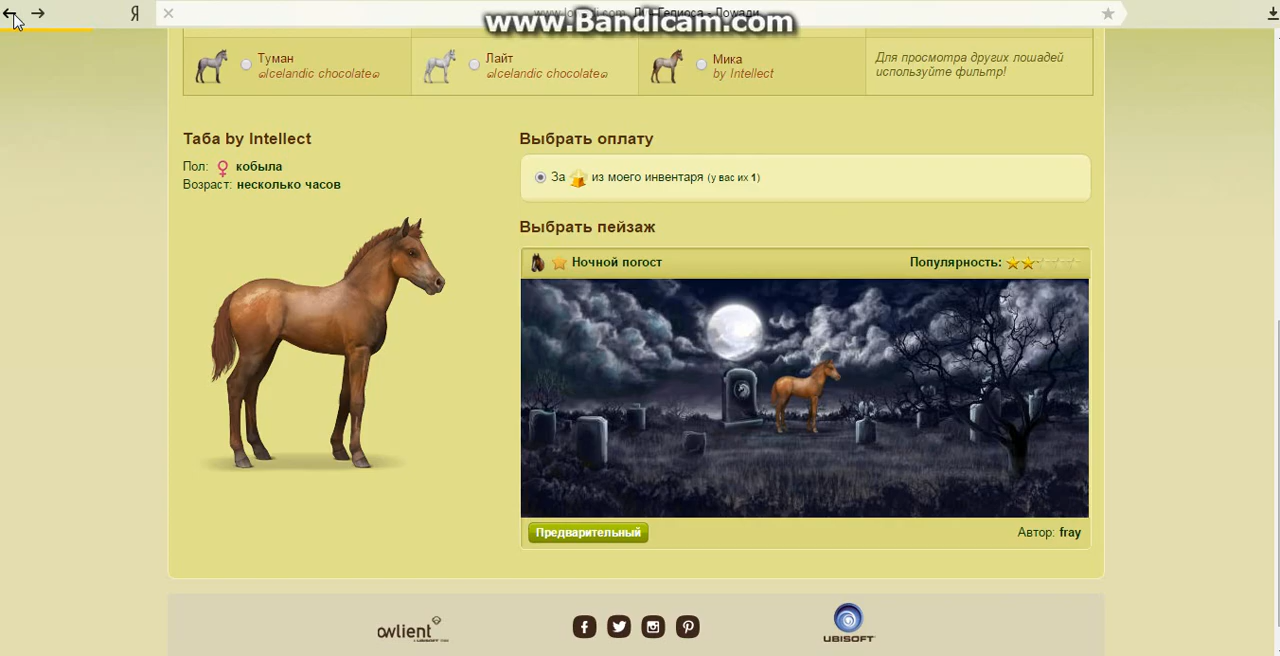 Я
www.Bandicam.com
Туман
Icelandic chocolate
Лайт
Icelandic chocolate
Мика
by Intellect
Для просмотра других лошадей
используйте фильтр!
Таба by Intellect
Пол: кобыла
Возраст: несколько часов
Выбрать оплату
За из моего инвентаря (у вас их 1)
Выбрать пейзаж
Ночной погост
Популярность:
Предварительный
Автор: fray
owlient
UBISOFT